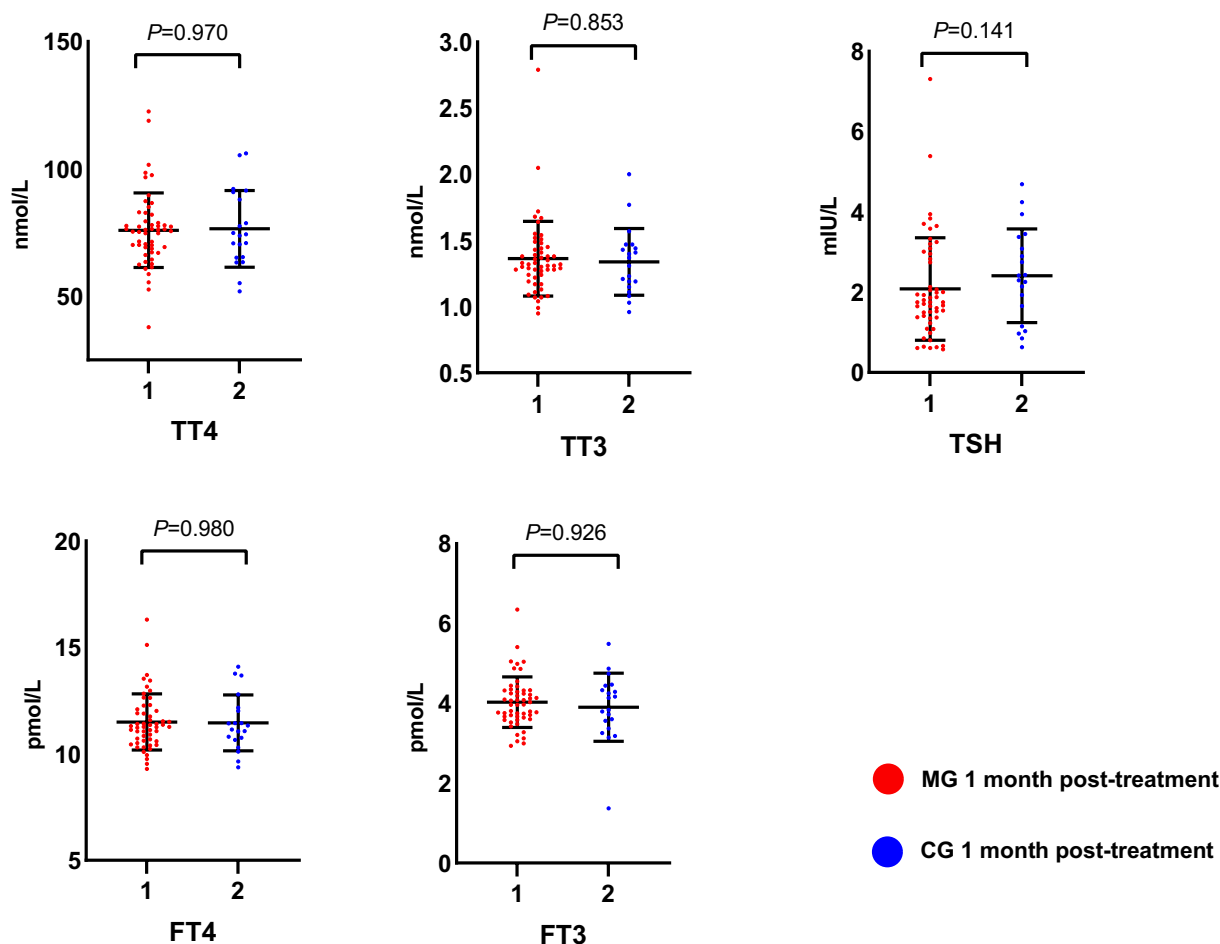 P=0.970
150
100
50
nmol/L
1 2
TT4
P=0.853
3.0
2.5
2.0
1.5
1.0
0.5
nmol/L
1 2
TT3
P=0.141
8
6
4
2
0
mIU/L
1 2
TSH
P=0.980
20
15
10
5
pmol/L
1 2
FT4
P=0.926
8
6
4
2
0
pmol/L
1 2
FT3
MG 1 month post-treatment
CG 1 month post-treatment